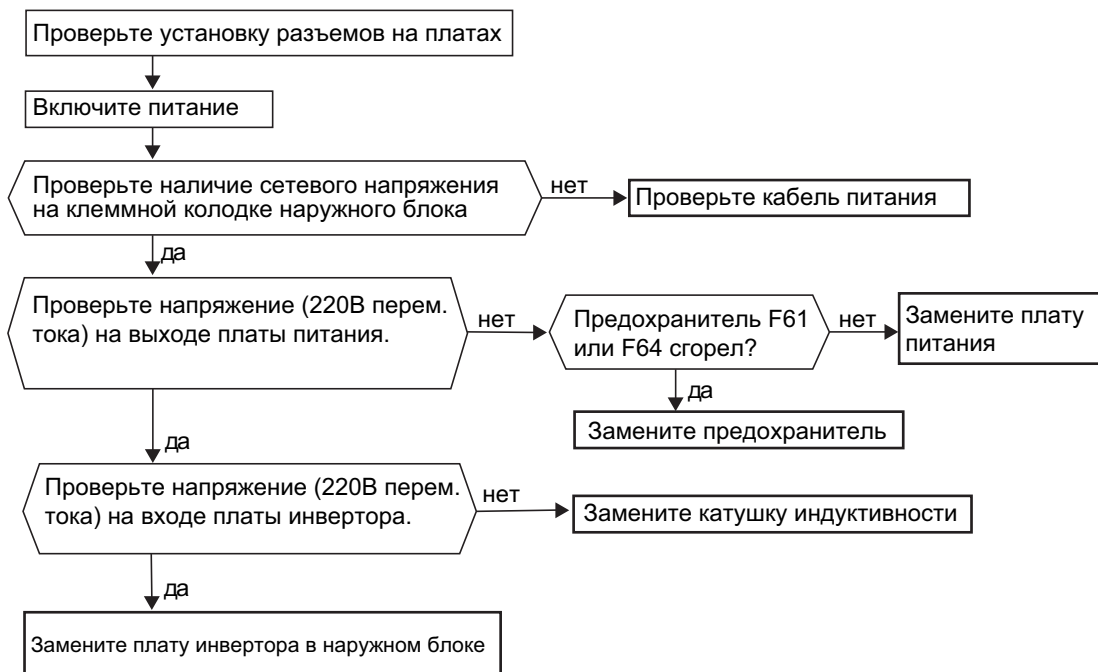 Проверьте установку разъемов на платах
Включите питание
Проверьте наличие сетевого напряжения
на клеммной колодке наружного блока
нет
Проверьте кабель питания
да
Проверьте напряжение (220В перем.
тока) на выходе платы питания.
нет
Предохранитель F61
или F64 сгорел?
нет
Замените плату
питания
да
Замените предохранитель
да
Проверьте напряжение (220В перем.
тока) на входе платы инвертора.
нет
Замените катушку индуктивности
да
Замените плату инвертора в наружном блоке